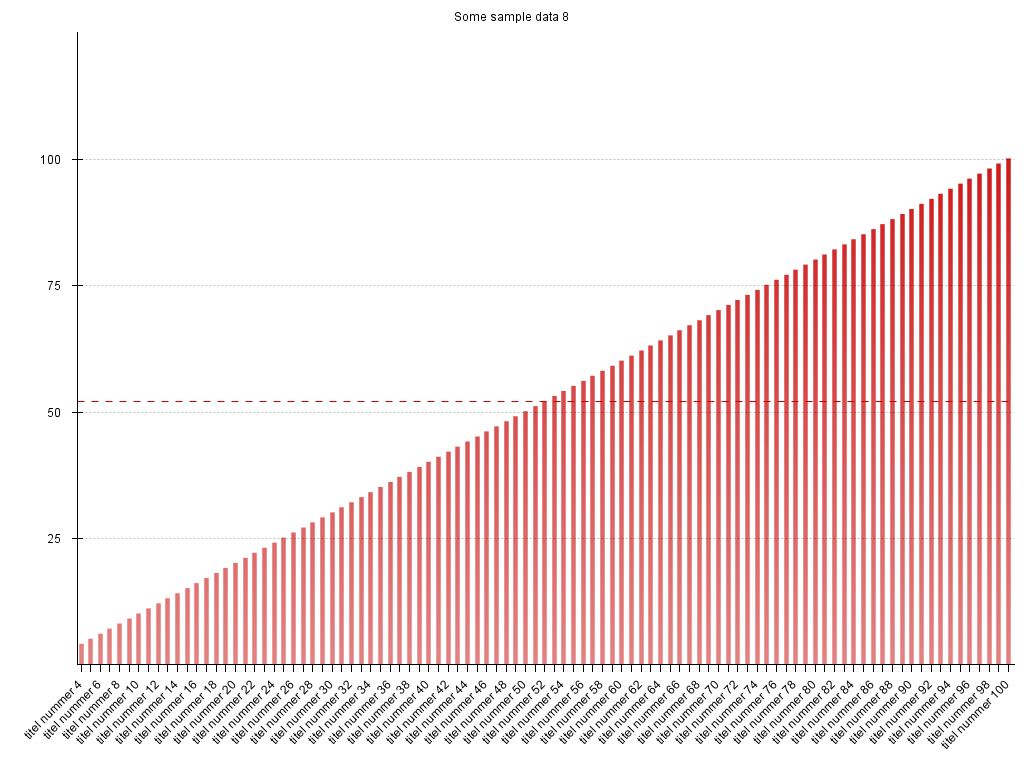 Some sample data 8
100
75
50
25
titel nummer 4
titel nummer 6
titel nummer 8
titel nummer 10
titel nummer 12
titel nummer 14
titel nummer 16
titel nummer 18
titel nummer 20
titel nummer 22
titel nummer 24
titel nummer 26
titel nummer 28
titel nummer 30
titel nummer 32
titel nummer 34
titel nummer 36
titel nummer 38
titel nummer 40
titel nummer 42
titel nummer 44
titel nummer 46
titel nummer 48
titel nummer 50
titel nummer 52
titel nummer 54
titel nummer 56
titel nummer 58
titel nummer 60
titel nummer 62
titel nummer 64
titel nummer 66
titel nummer 68
titel nummer 70
titel nummer 72
titel nummer 74
titel nummer 76
titel nummer 78
titel nummer 80
titel nummer 82
titel nummer 84
titel nummer 86
titel nummer 88
titel nummer 90
titel nummer 92
titel nummer 94
titel nummer 96
titel nummer 98
titel nummer 100